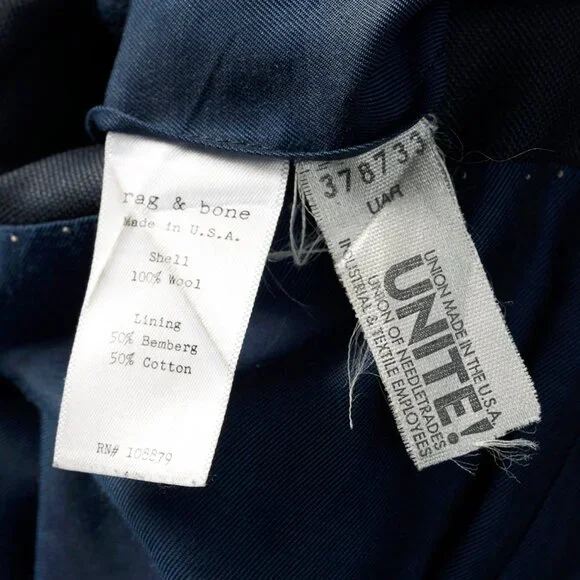 rag & bone
Made in U.S.A.
Shell
100% Wool
Lining
50% Bemberg
50% Cotton
RN# 108879
378733
UAR
UNION MADE IN THE U.S.A.
UNITE!
UNION OF NEEDLETRADES
INDUSTRIAL & TEXTILE EMPLOYEES